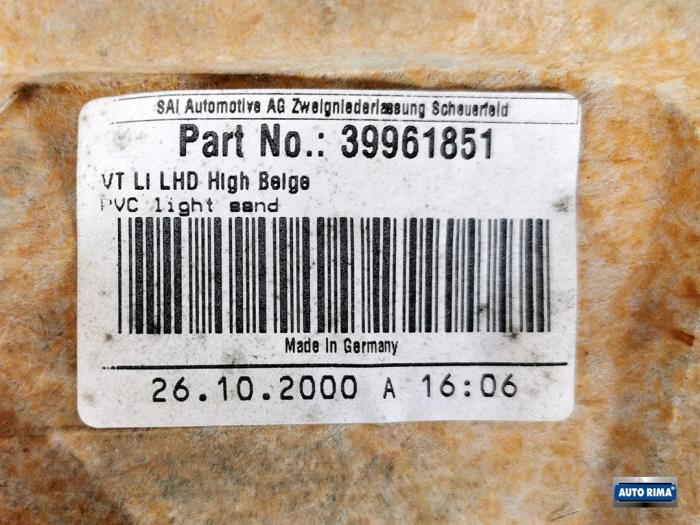 SAI Automotive AG Zweigniederlassung Scheuerfeld
Part No.: 39961851
VT LI LHD High Beige
PVC light sand
Made in Germany
26.10.2000 A 16:06
AUTO RIMA